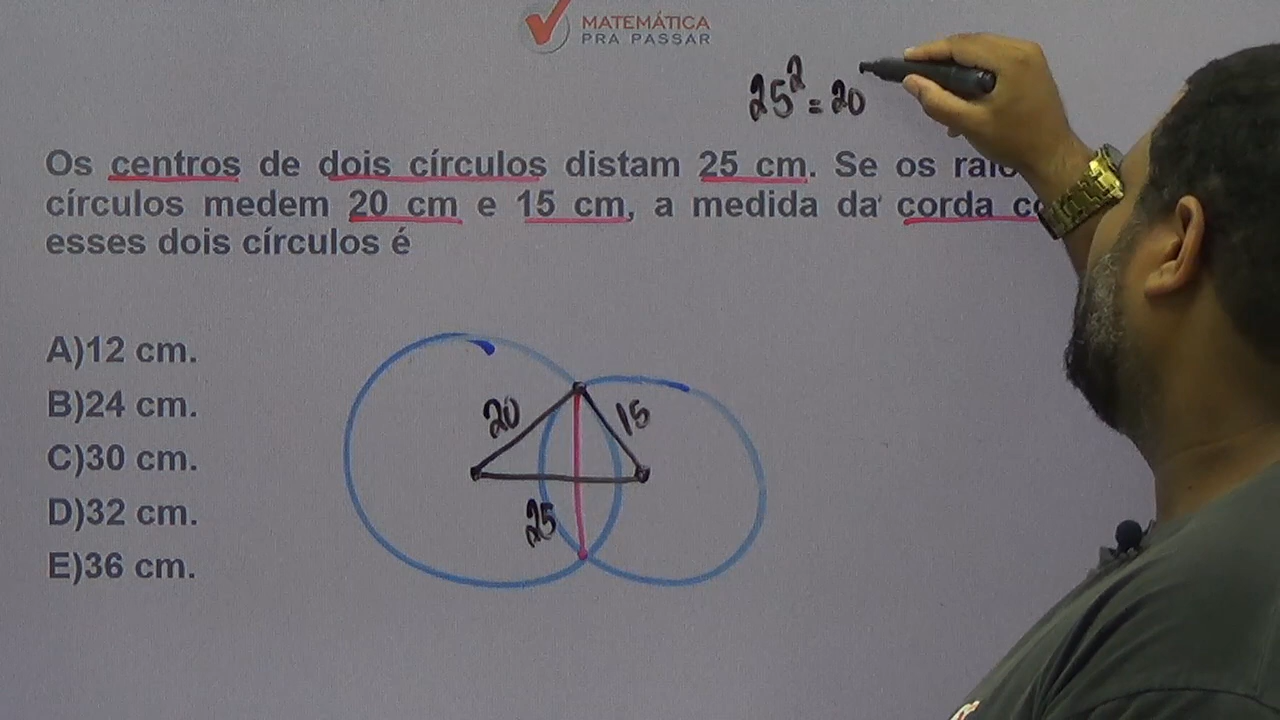 MATEMÁTICA
PRA PASSAR
25² = 20
Os centros de dois círculos distam 25 cm. Se os
círculos medem 20 cm e 15 cm, a medida da corda
esses dois círculos é
A)12 cm.
B)24 cm.
C)30 cm.
D)32 cm.
E)36 cm.
20
15
25